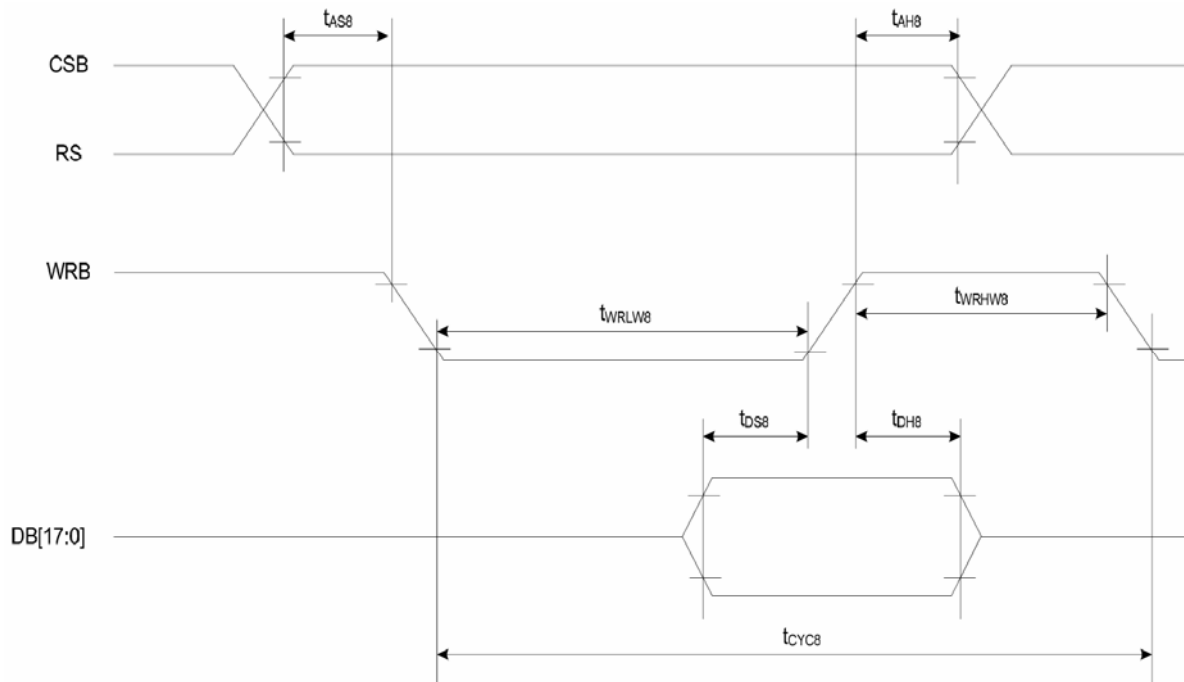 tAS8
tAH8
CSB
RS
WRB
tWRLW8
tWRHW8
tDS8
tDH8
DB[17:0]
tCYC8